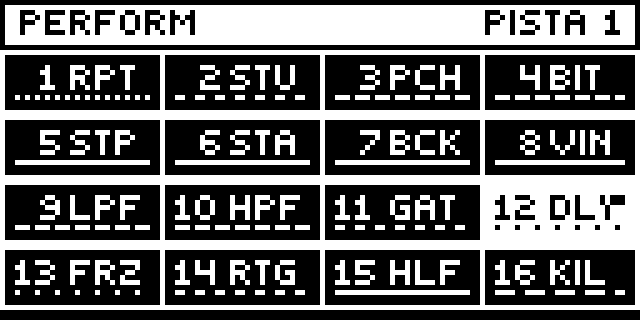 PERFORM PISTA 1
1 RPT 2 STU 3 PCH 4 BIT
5 STP 6 STA 7 BCK 8 VIN
9 LPF 10 HPF 11 GAT 12 DLY
13 FRZ 14 RTG 15 HLF 16 KIL